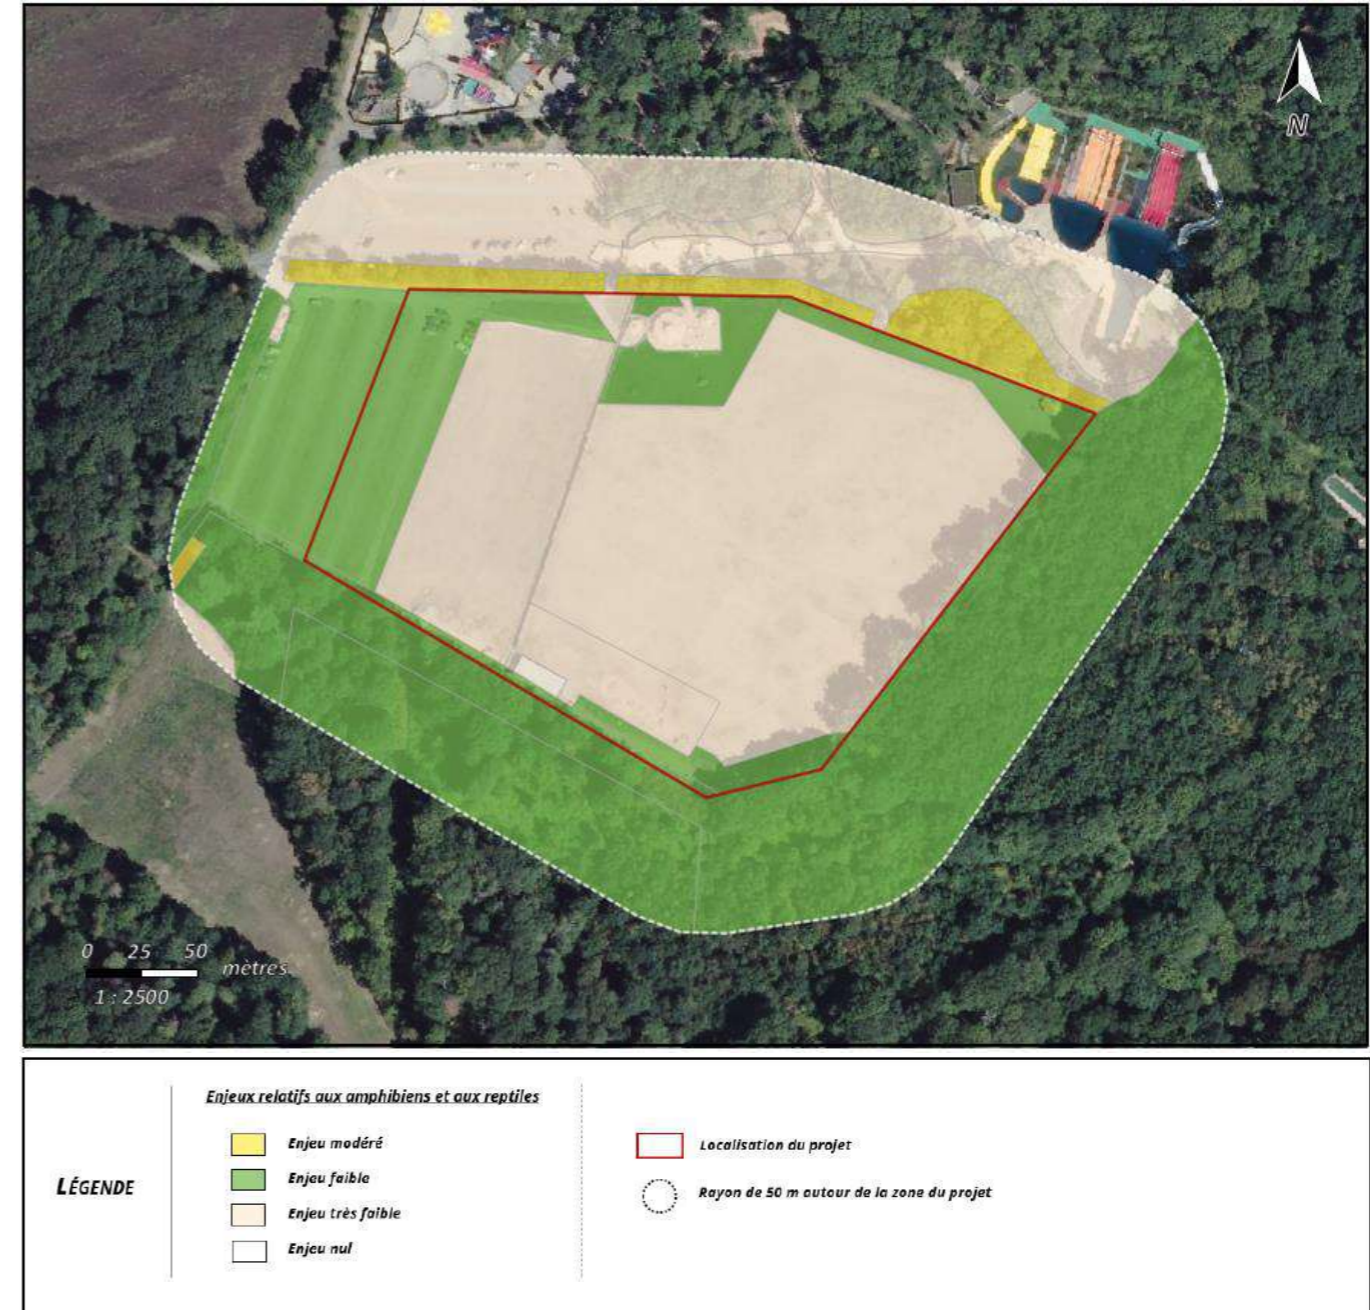 N
0 25 50
mètres
1 : 2500
LÉGENDE
Enjeux relatifs aux amphibiens et aux reptiles
Enjeu modéré
Enjeu faible
Enjeu très faible
Enjeu nul
Localisation du projet
Rayon de 50 m autour de la zone du projet